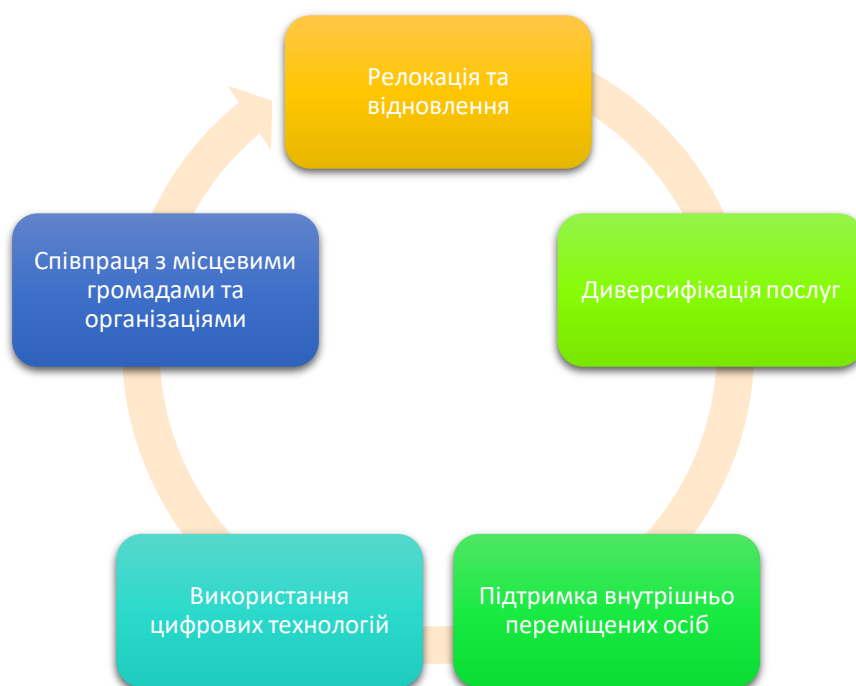 Релокація та
відновлення
Диверсифікація послуг
Підтримка внутрішньо
переміщених осіб
Використання
цифрових технологій
Співпраця з місцевими
громадами та
організаціями